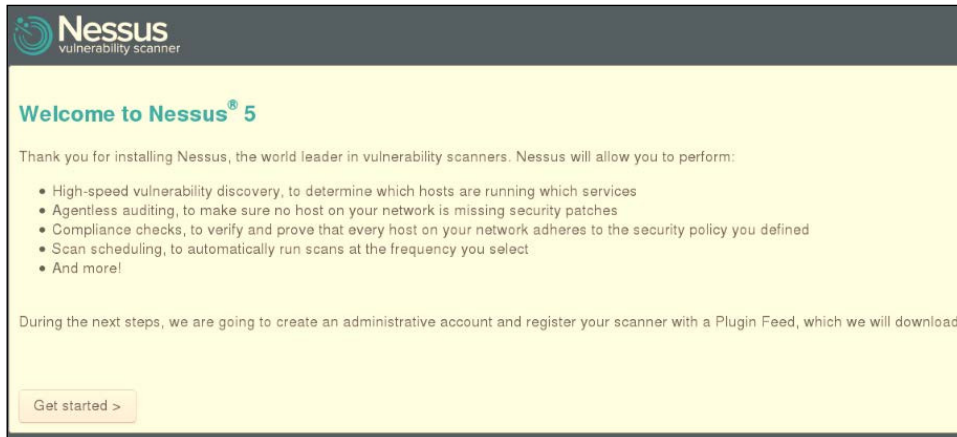 Nessus
vulnerability scanner
Welcome to Nessus® 5
Thank you for installing Nessus, the world leader in vulnerability scanners. Nessus will allow you to perform:
• High-speed vulnerability discovery, to determine which hosts are running which services
• Agentless auditing, to make sure no host on your network is missing security patches
• Compliance checks, to verify and prove that every host on your network adheres to the security policy you defined
• Scan scheduling, to automatically run scans at the frequency you select
• And more!
During the next steps, we are going to create an administrative account and register your scanner with a Plugin Feed, which we will download
Get started >